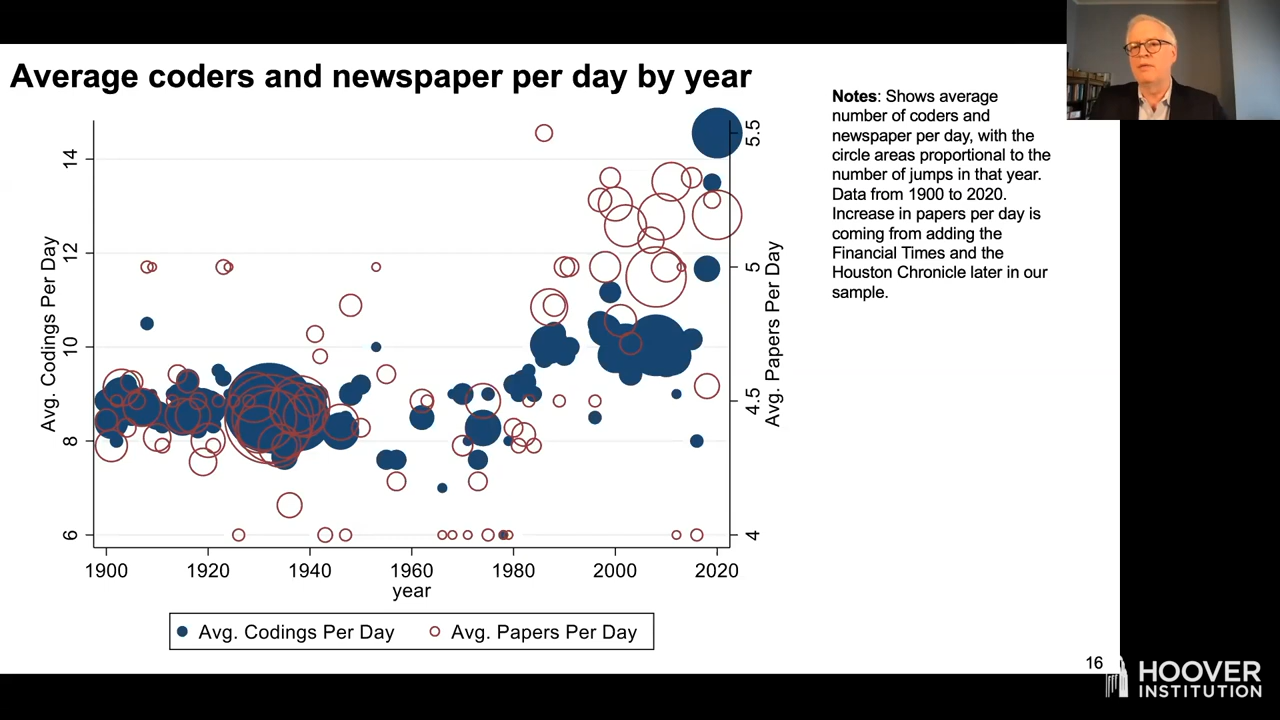 Average coders and newspaper per day by year
Notes: Shows average
number of coders and
newspaper per day, with the
circle areas proportional to the
number of jumps in that year.
Data from 1900 to 2020.
Increase in papers per day is
coming from adding the
Financial Times and the
Houston Chronicle later in our
sample.
Avg. Codings Per Day
14
12
10
8
6
5.5
5
4.5
4
Avg. Papers Per Day
1900 1920 1940 1960 1980 2000 2020
year
Avg. Codings Per Day Avg. Papers Per Day
16
HOOVER
INSTITUTION